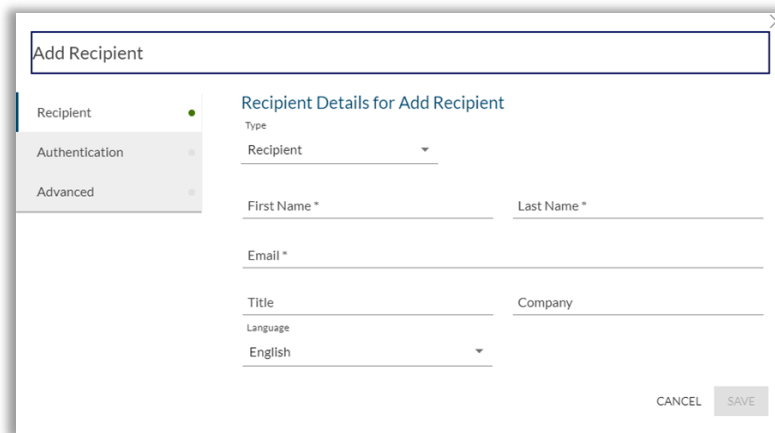 Add Recipient
Recipient
Authentication
Advanced
Recipient Details for Add Recipient
Type
Recipient
First Name *
Last Name *
Email *
Title
Company
Language
English
CANCEL
SAVE